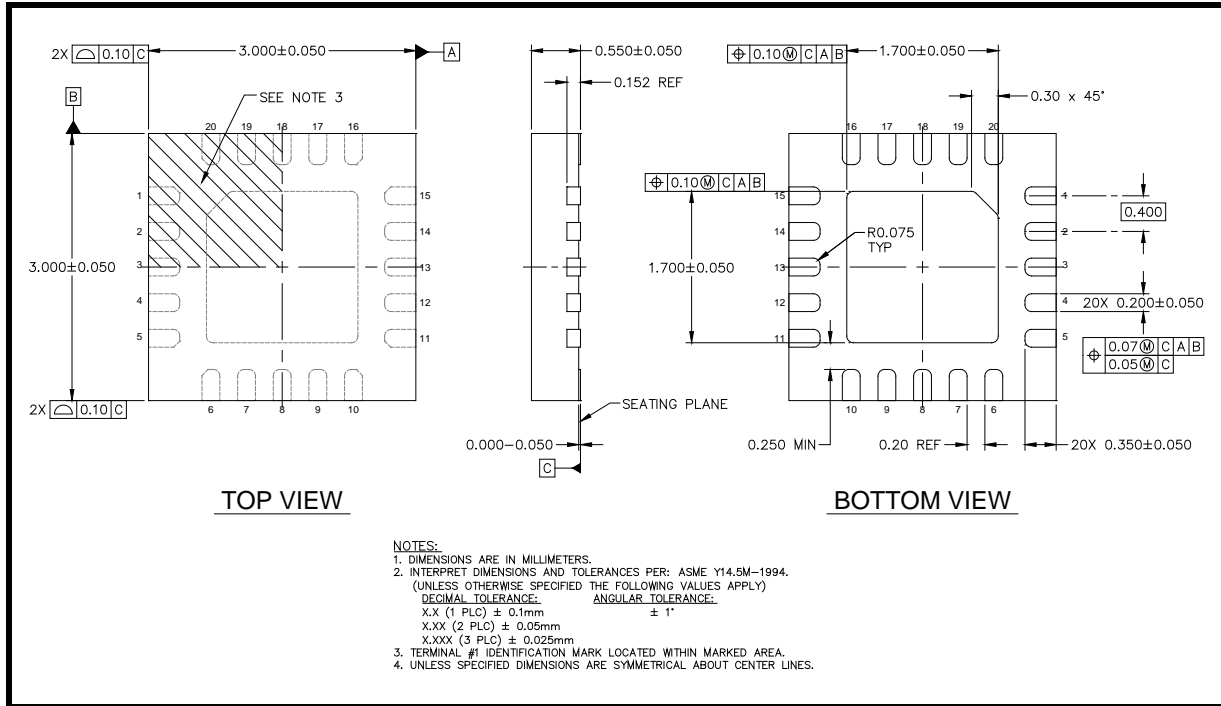 2X ⌓ 0.10 C
3.000±0.050
A
B
SEE NOTE 3
20 19 18 17 16
1
2
3
4
5
15
14
13
12
11
6 7 8 9 10
3.000±0.050
2X ⌓ 0.10 C
TOP VIEW
0.550±0.050
0.152 REF
SEATING PLANE
0.000-0.050
C
⌖ 0.10 Ⓜ C A B
1.700±0.050
0.30 x 45°
16 17 18 19 20
⌖ 0.10 Ⓜ C A B
15
14
13
12
11
R0.075
TYP
1.700±0.050
4
2
3
4
5
0.400
20X 0.200±0.050
⌖ 0.07 Ⓜ C A B
0.05 Ⓜ C
10 9 8 7 6
0.250 MIN
0.20 REF
20X 0.350±0.050
BOTTOM VIEW
NOTES:
1. DIMENSIONS ARE IN MILLIMETERS.
2. INTERPRET DIMENSIONS AND TOLERANCES PER: ASME Y14.5M-1994.
(UNLESS OTHERWISE SPECIFIED THE FOLLOWING VALUES APPLY)
DECIMAL TOLERANCE: ANGULAR TOLERANCE:
X.X (1 PLC) ± 0.1mm ± 1°
X.XX (2 PLC) ± 0.05mm
X.XXX (3 PLC) ± 0.025mm
3. TERMINAL #1 IDENTIFICATION MARK LOCATED WITHIN MARKED AREA.
4. UNLESS SPECIFIED DIMENSIONS ARE SYMMETRICAL ABOUT CENTER LINES.